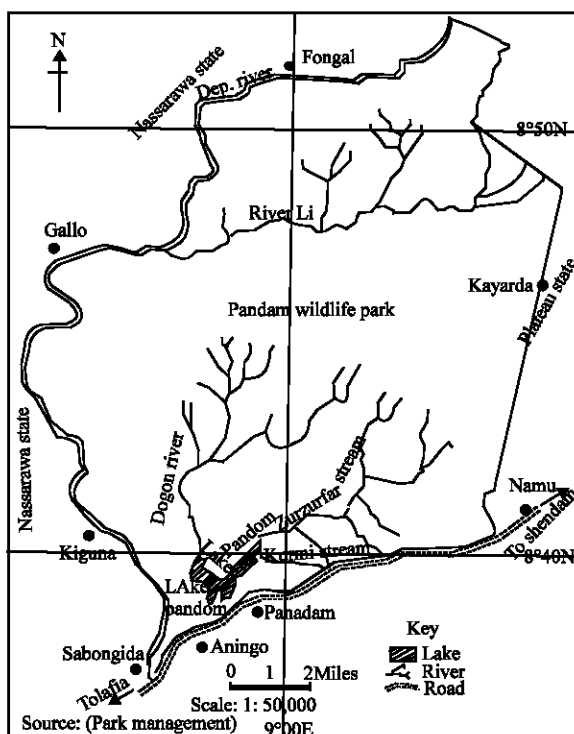 N
Fongal
Nassarawa state
Dep. river
8°50N
River Li
Gallo
Kayarda
Pandam wildlife park
Plateau state
Nassarawa state
Dogon river
Zurzurfar stream
Namu
To shendam
Pandom
Kiguna
Kurmi stream
8°40N
LAke
pandom
Panadam
Key
Sabongida
Aningo
Lake
River
Road
Tolafia
0 1 2Miles
Scale: 1: 50,000
Source: (Park management)
9°00E